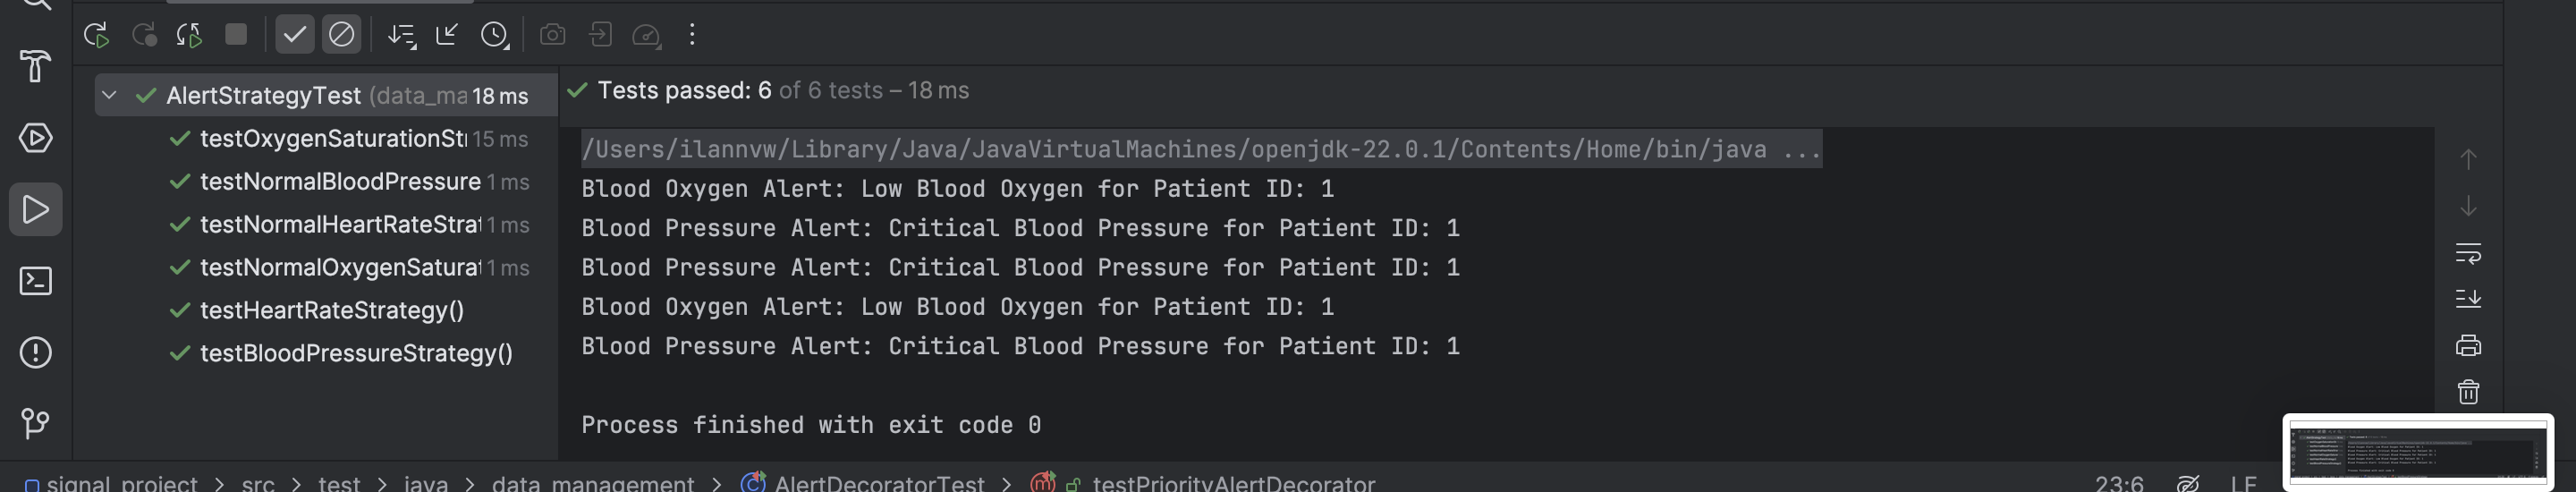 AlertStrategyTest (data_ma 18 ms
testOxygenSaturationSt 15 ms
testNormalBloodPressure 1 ms
testNormalHeartRateStra 1 ms
testNormalOxygenSatura 1 ms
testHeartRateStrategy()
testBloodPressureStrategy()
Tests passed: 6 of 6 tests – 18 ms
/Users/ilannvw/Library/Java/JavaVirtualMachines/openjdk-22.0.1/Contents/Home/bin/java ...
Blood Oxygen Alert: Low Blood Oxygen for Patient ID: 1
Blood Pressure Alert: Critical Blood Pressure for Patient ID: 1
Blood Pressure Alert: Critical Blood Pressure for Patient ID: 1
Blood Oxygen Alert: Low Blood Oxygen for Patient ID: 1
Blood Pressure Alert: Critical Blood Pressure for Patient ID: 1
Process finished with exit code 0
signal_project > src > test > java > data_management > AlertDecoratorTest > testPriorityAlertDecorator 23:6 LF